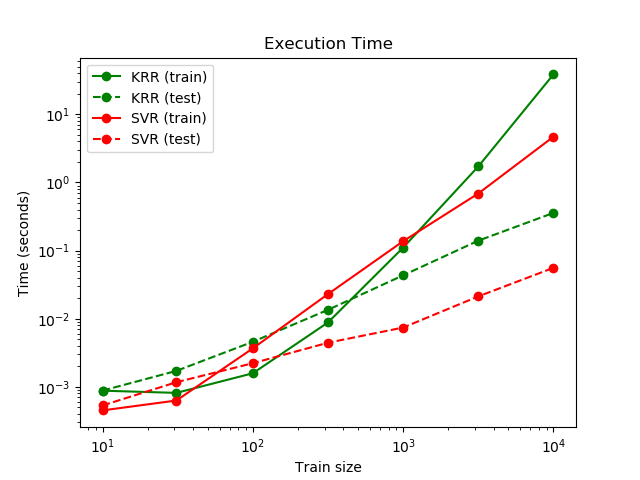 Execution Time
KRR (train)
KRR (test)
SVR (train)
SVR (test)
Time (seconds)
10¹
10⁰
10⁻¹
10⁻²
10⁻³
10¹
10²
10³
10⁴
Train size